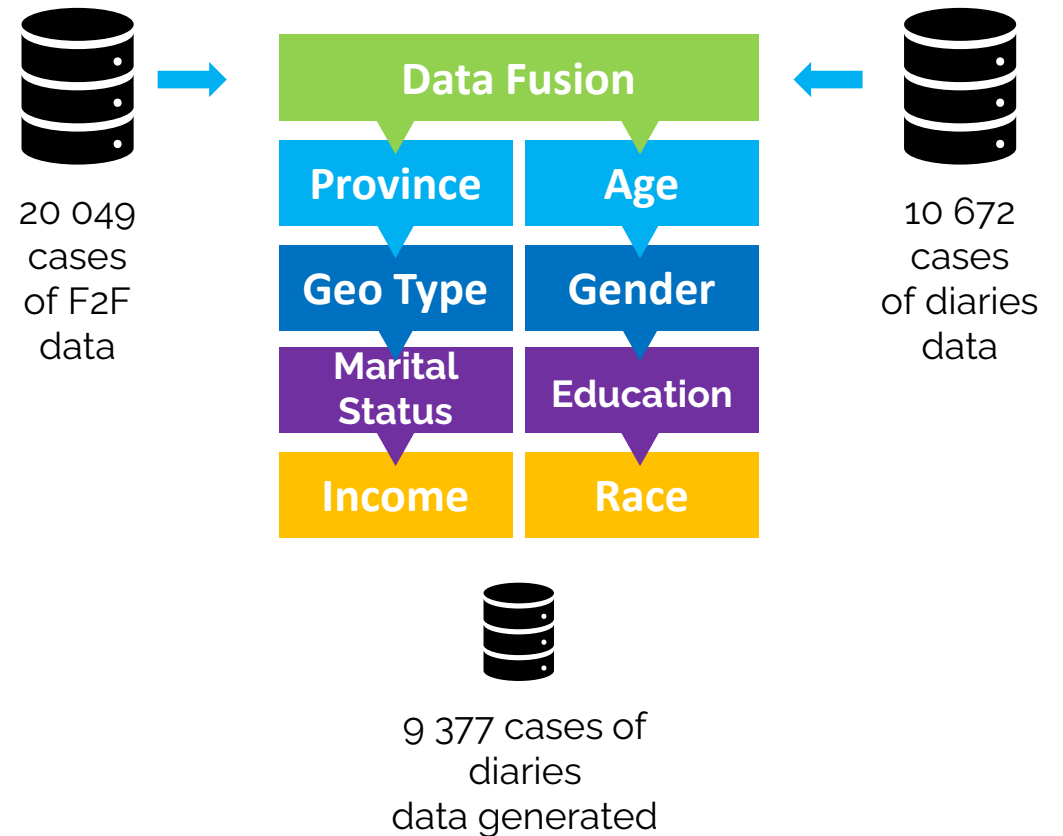 Data Fusion
Province
Age
Geo Type
Gender
Marital
Status
Education
Income
Race
20 049
cases
of F2F
data
10 672
cases
of diaries
data
9 377 cases of
diaries
data generated